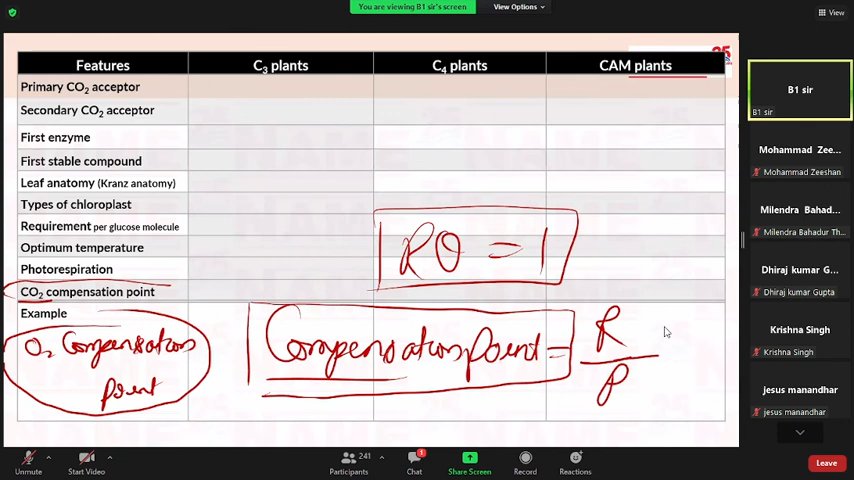 You are viewing B1 sir's screen
View Options
View
Features
C3 plants
C4 plants
CAM plants
Primary CO2 acceptor
Secondary CO2 acceptor
First enzyme
First stable compound
Leaf anatomy (Kranz anatomy)
Types of chloroplast
Requirement per glucose molecule
Optimum temperature
Photorespiration
CO2 compensation point
Example
RQ = 1
O2 Compensation
point
Compensation point =
R
P
B1 sir
B1 sir
Mohammad Zee...
Mohammad Zeeshan
Milendra Bahad...
Milendra Bahadur Th...
Dhiraj kumar G...
Dhiraj kumar Gupta
Krishna Singh
Krishna Singh
jesus manandhar
jesus manandhar
Unmute
Start Video
241
Participants
1
Chat
Share Screen
Record
Reactions
Leave